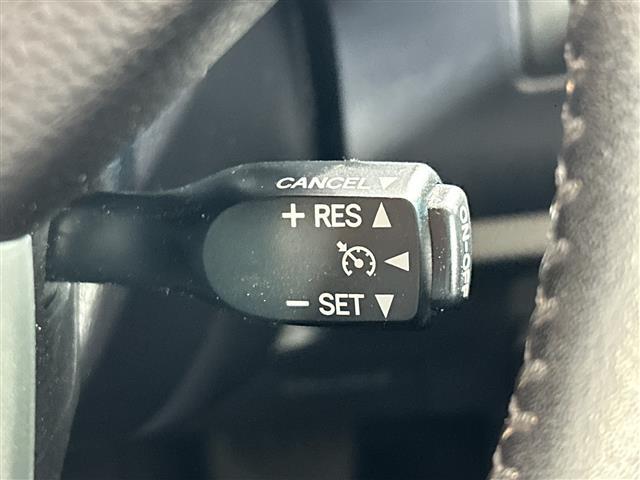 CANCEL ▼
+ RES ▲
◀
− SET ▼
ON-OFF